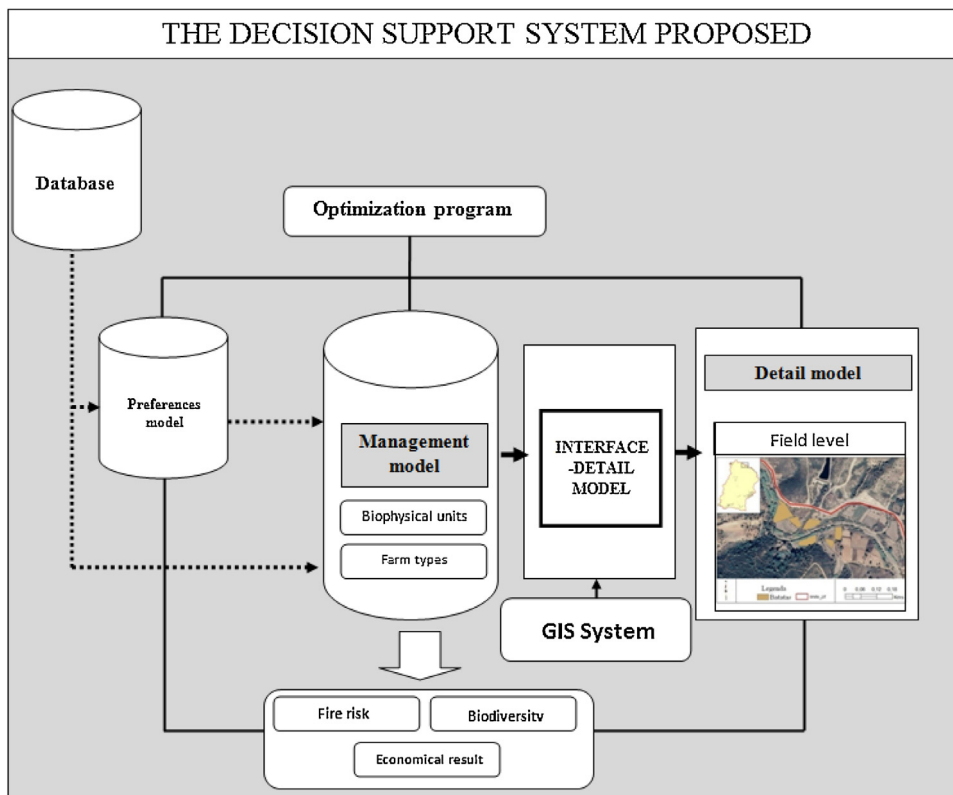 THE DECISION SUPPORT SYSTEM PROPOSED
Database
Optimization program
Preferences
model
Management
model
Biophysical units
Farm types
INTERFACE
-DETAIL
MODEL
GIS System
Detail model
Field level
Legenda
Fire risk
Biodiversity
Economical result